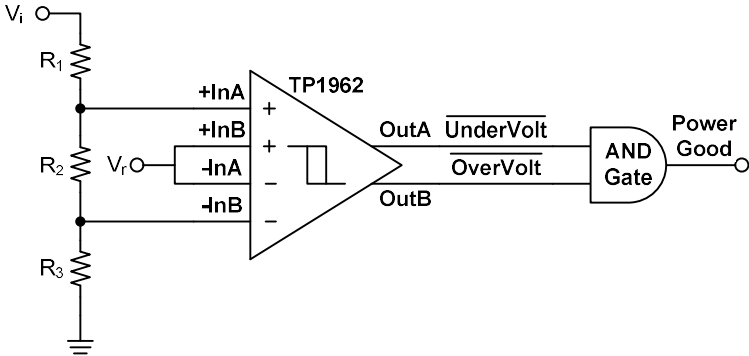 Vi
R1
+InA
TP1962
+InB
OutA
UnderVolt
Power
Good
R2
Vr
-InA
OverVolt
AND
Gate
-InB
OutB
R3
+
+
−
−